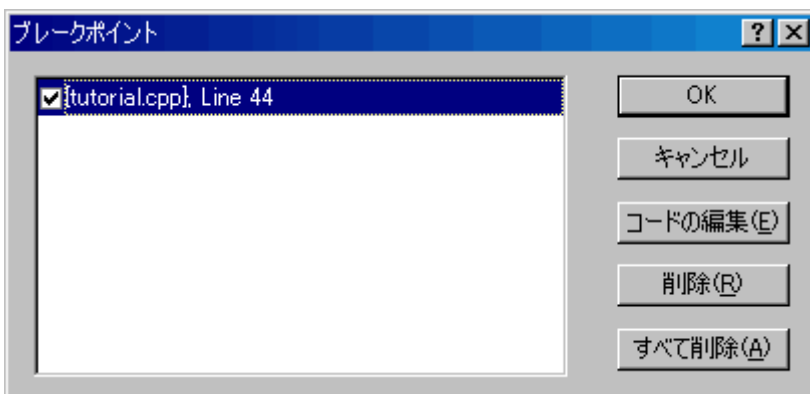 ブレークポイント
{tutorial.cpp}, Line 44
OK
キャンセル
コードの編集(E)
削除(R)
すべて削除(A)